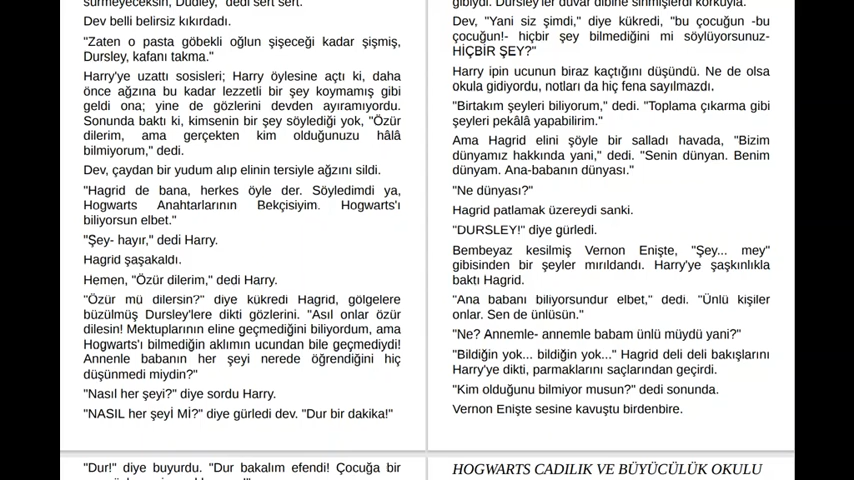 sürmeyeceksin, Dudley," dedi sert sert.
Dev belli belirsiz kıkırdadı.
"Zaten o pasta göbekli oğlun şişeceği kadar şişmiş,
Dursley, kafanı takma."
Harry'ye uzattı sosisleri; Harry öylesine açtı ki, daha
önce ağzına bu kadar lezzetli bir şey koymamış gibi
geldi ona; yine de gözlerini devden ayıramıyordu.
Sonunda baktı ki, kimsenin bir şey söylediği yok, "Özür
dilerim, ama gerçekten kim olduğunuzu hâlâ
bilmiyorum," dedi.
Dev, çaydan bir yudum alıp elinin tersiyle ağzını sildi.
"Hagrid de bana, herkes öyle der. Söyledimdi ya,
Hogwarts Anahtarlarının Bekçisiyim. Hogwarts'ı
biliyorsun elbet."
"Şey- hayır," dedi Harry.
Hagrid şaşakaldı.
Hemen, "Özür dilerim," dedi Harry.
"Özür mü dilersin?" diye kükredi Hagrid, gölgelere
büzülmüş Dursley'lere dikti gözlerini. "Asıl onlar özür
dilesin! Mektuplarının eline geçmediğini biliyordum, ama
Hogwarts'ı bilmediğin aklımın ucundan bile geçmediydi!
Annenle babanın her şeyi nerede öğrendiğini hiç
düşünmedi miydin?"
"Nasıl her şeyi?" diye sordu Harry.
"NASIL her şeyİ Mİ?" diye gürledi dev. "Dur bir dakika!"
"Dur!" diye buyurdu. "Dur bakalım efendi! Çocuğa bir
gibiydi. Dursley'ler duvar dibine sinmişlerdi korkuyla.
Dev, "Yani siz şimdi," diye kükredi, "bu çocuğun -bu
çocuğun!- hiçbir şey bilmediğini mi söylüyorsunuz-
HİÇBİR ŞEY?"
Harry ipin ucunun biraz kaçtığını düşündü. Ne de olsa
okula gidiyordu, notları da hiç fena sayılmazdı.
"Birtakım şeyleri biliyorum," dedi. "Toplama çıkarma gibi
şeyleri pekâlâ yapabilirim."
Ama Hagrid elini şöyle bir salladı havada, "Bizim
dünyamız hakkında yani," dedi. "Senin dünyan. Benim
dünyam. Ana-babanın dünyası."
"Ne dünyası?"
Hagrid patlamak üzereydi sanki.
"DURSLEY!" diye gürledi.
Bembeyaz kesilmiş Vernon Enişte, "Şey... mey"
gibisinden bir şeyler mırıldandı. Harry'ye şaşkınlıkla
baktı Hagrid.
"Ana babanı biliyorsundur elbet," dedi. "Ünlü kişiler
onlar. Sen de ünlüsün."
"Ne? Annemle- annemle babam ünlü müydü yani?"
"Bildiğin yok... bildiğin yok..." Hagrid deli deli bakışlarını
Harry'ye dikti, parmaklarını saçlarından geçirdi.
"Kim olduğunu bilmiyor musun?" dedi sonunda.
Vernon Enişte sesine kavuştu birdenbire.
HOGWARTS CADILIK VE BÜYÜCÜLÜK OKULU